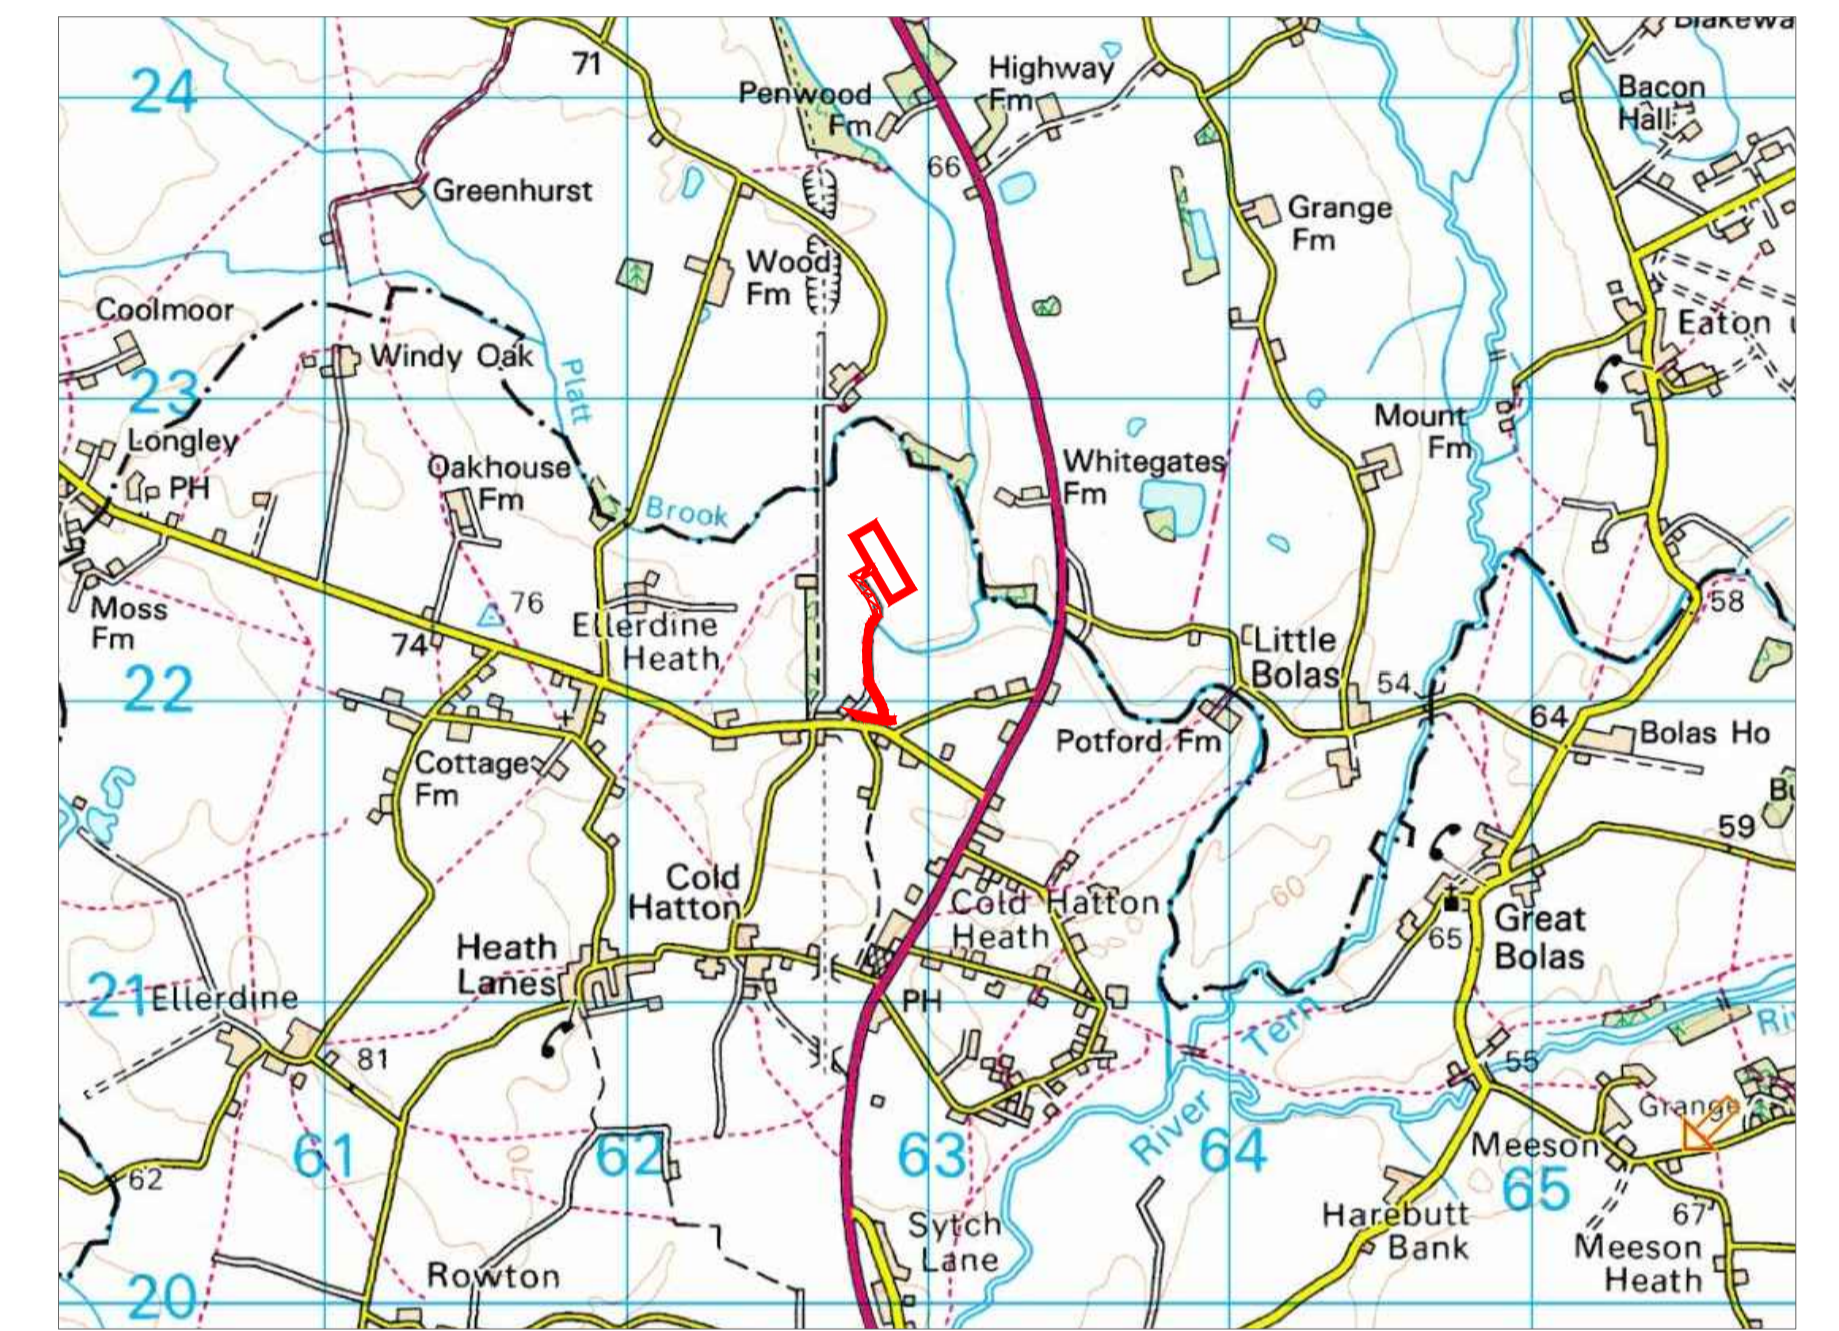 Blakewa
71
Highway
Fm
24
Penwood
Fm
Bacon
Hall
66
Greenhurst
Grange
Fm
Wood
Fm
Coolmoor
Eaton u
Windy Oak
Platt
23
Mount
Fm
Longley
PH
Oakhouse
Fm
Whitegates
Fm
Brook
76
Moss
Fm
58
Ellerdine
Heath
74
Little
Bolas
22
54
64
Potford Fm
Bolas Ho
Cottage
Fm
Bu
59
Cold
Hatton
60
Cold Hatton
Heath
Great
Bolas
65
Heath
Lanes
21
Ellerdine
PH
Tern
Riv
81
55
Grange
River
61
62
63
64
Meeson
65
62
70
Sytch
Lane
Harebutt
Bank
67
Meeson
Heath
Rowton
20